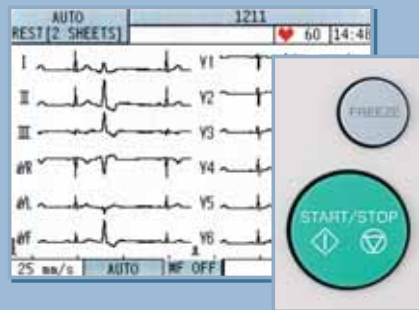 AUTO 1211
REST[2 SHEETS] 60 14:48
I V1
II V2
III V3
aVR V4
aVL V5
aVF V6
1
25 mm/s AUTO MF OFF
FREEZE
START/STOP